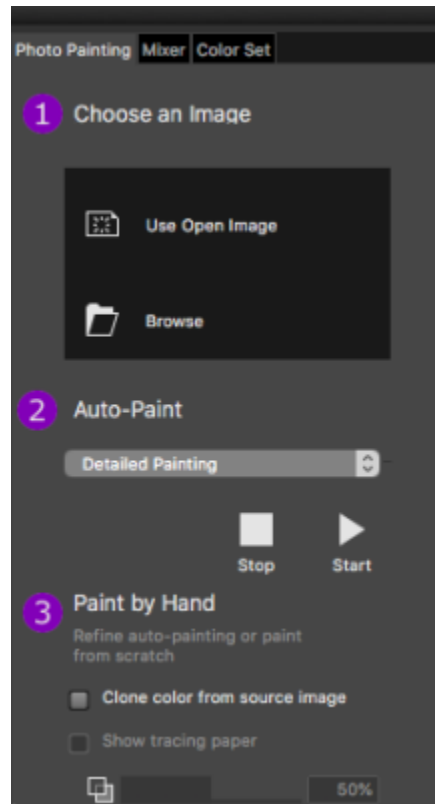 Photo Painting Mixer Color Set
1 Choose an Image
Use Open Image
Browse
2 Auto-Paint
Detailed Painting
Stop Start
3 Paint by Hand
Refine auto-painting or paint
from scratch
Clone color from source image
Show tracing paper
50%